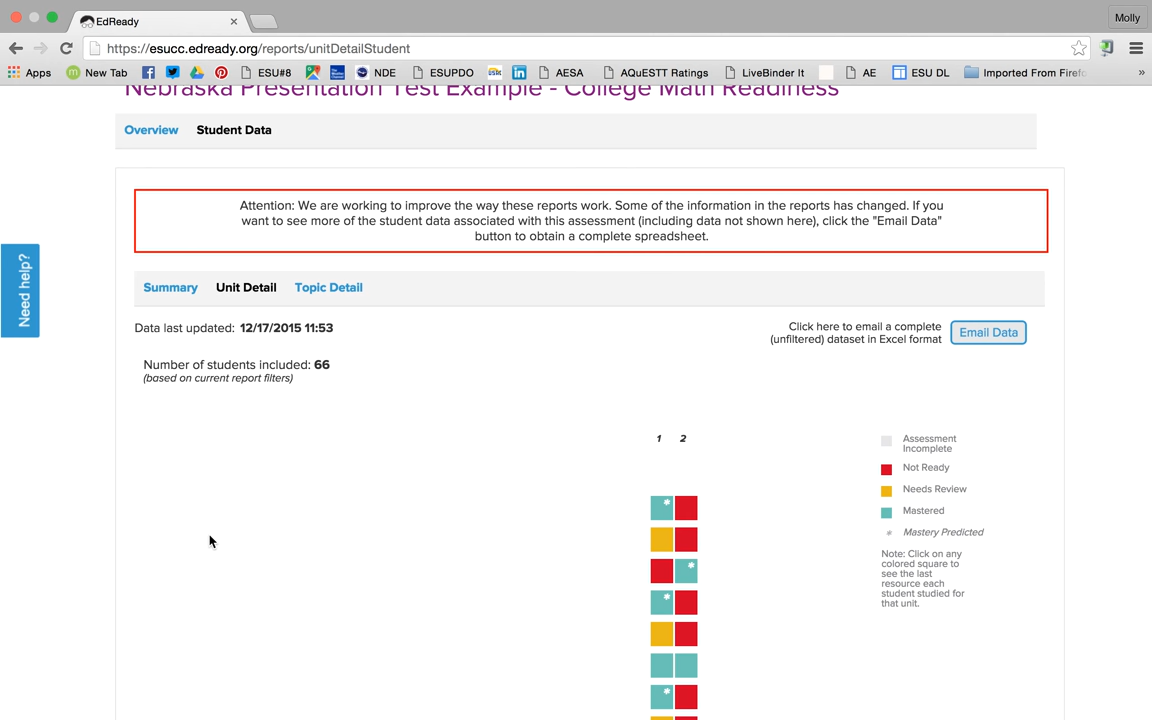 EdReady
Molly
https://esucc.edready.org/reports/unitDetailStudent
Apps New Tab ESU#8 NDE ESUPDO AESA AQuESTT Ratings LiveBinder It AE ESU DL Imported From Firefo »
Nebraska Presentation Test Example - College Math Readiness
Overview Student Data
Attention: We are working to improve the way these reports work. Some of the information in the reports has changed. If you
want to see more of the student data associated with this assessment (including data not shown here), click the "Email Data"
button to obtain a complete spreadsheet.
Need help?
Summary Unit Detail Topic Detail
Data last updated: 12/17/2015 11:53
Click here to email a complete
(unfiltered) dataset in Excel format
Email Data
Number of students included: 66
(based on current report filters)
1 2
Assessment
Incomplete
Not Ready
Needs Review
Mastered
* Mastery Predicted
Note: Click on any
colored square to
see the last
resource each
student studied for
that unit.